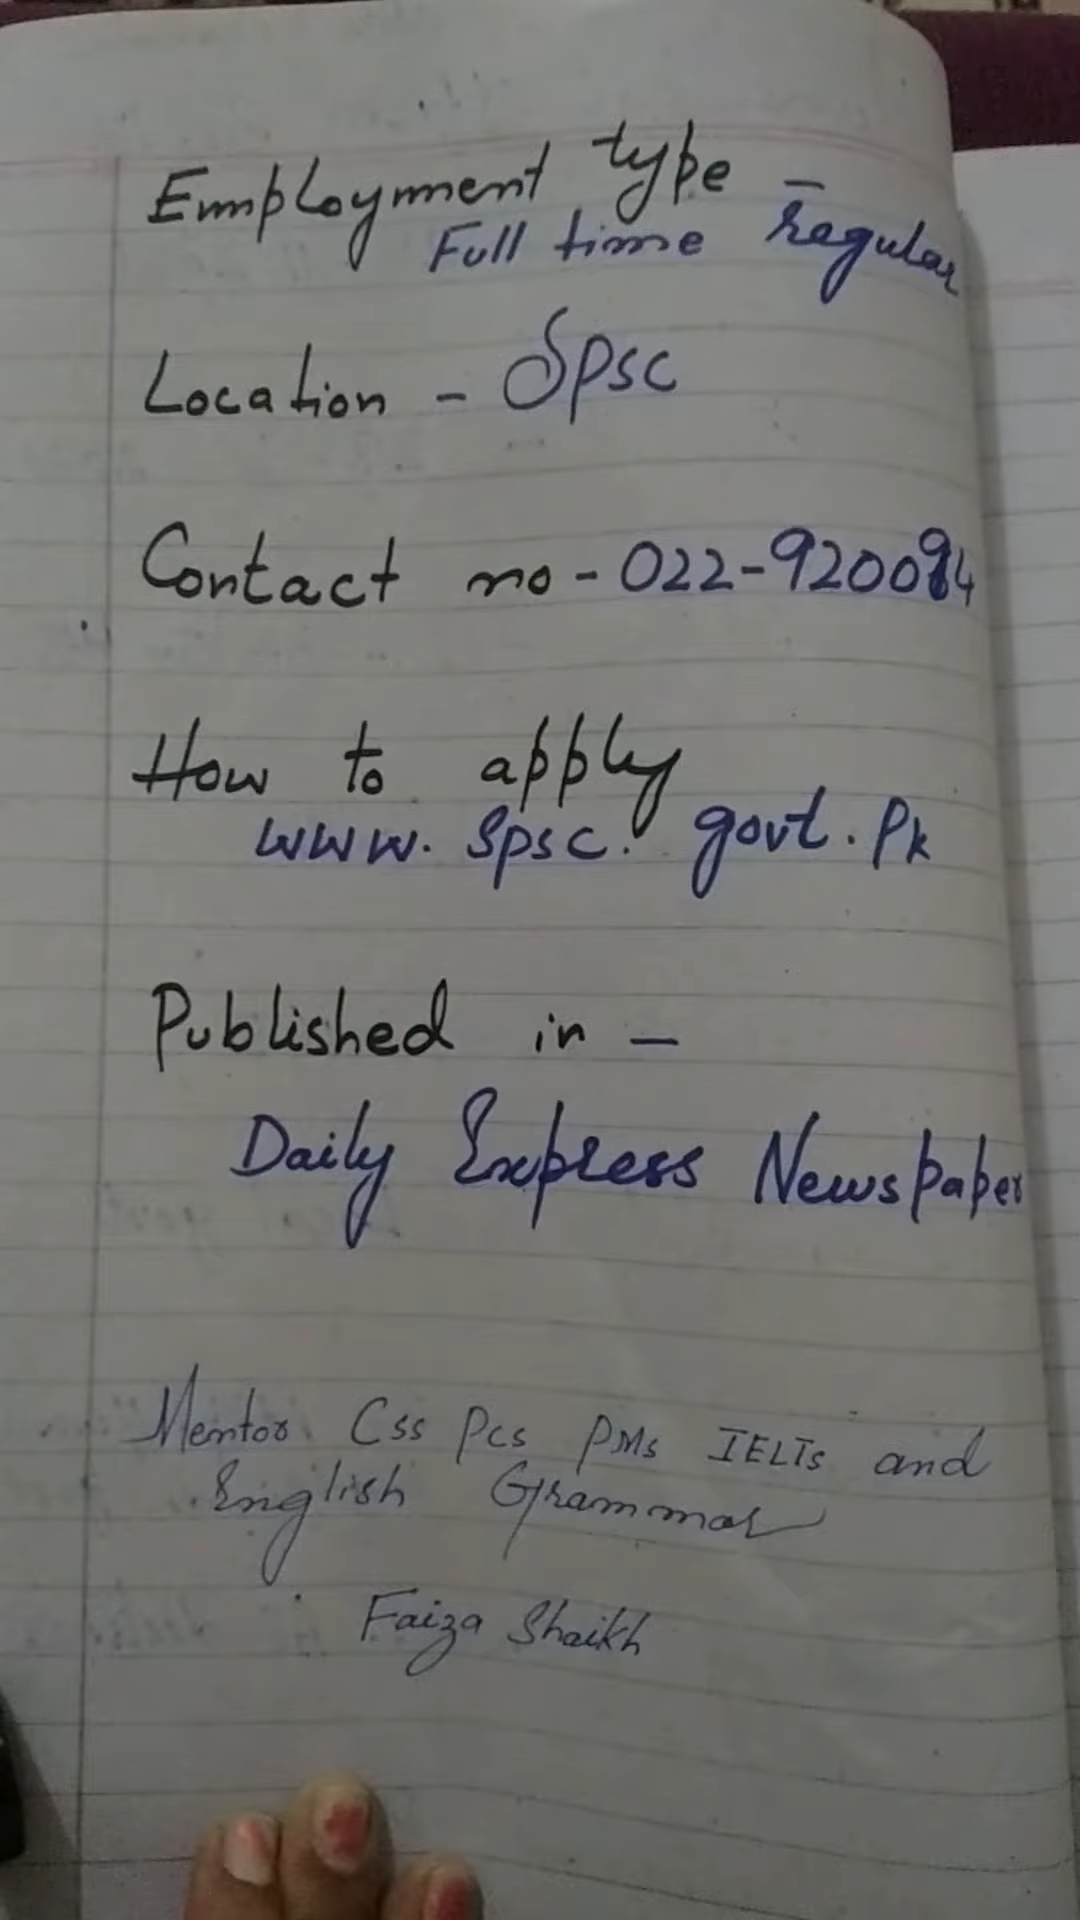 Employment type -
Full time regular
Location - Spsc
Contact no - 022-9200
How to apply
www. Spsc. govt. Pk
Published in -
Daily Express Newspaper
Mentor Css Pcs PMs IELTs and
English Grammar
Faiza Shaikh